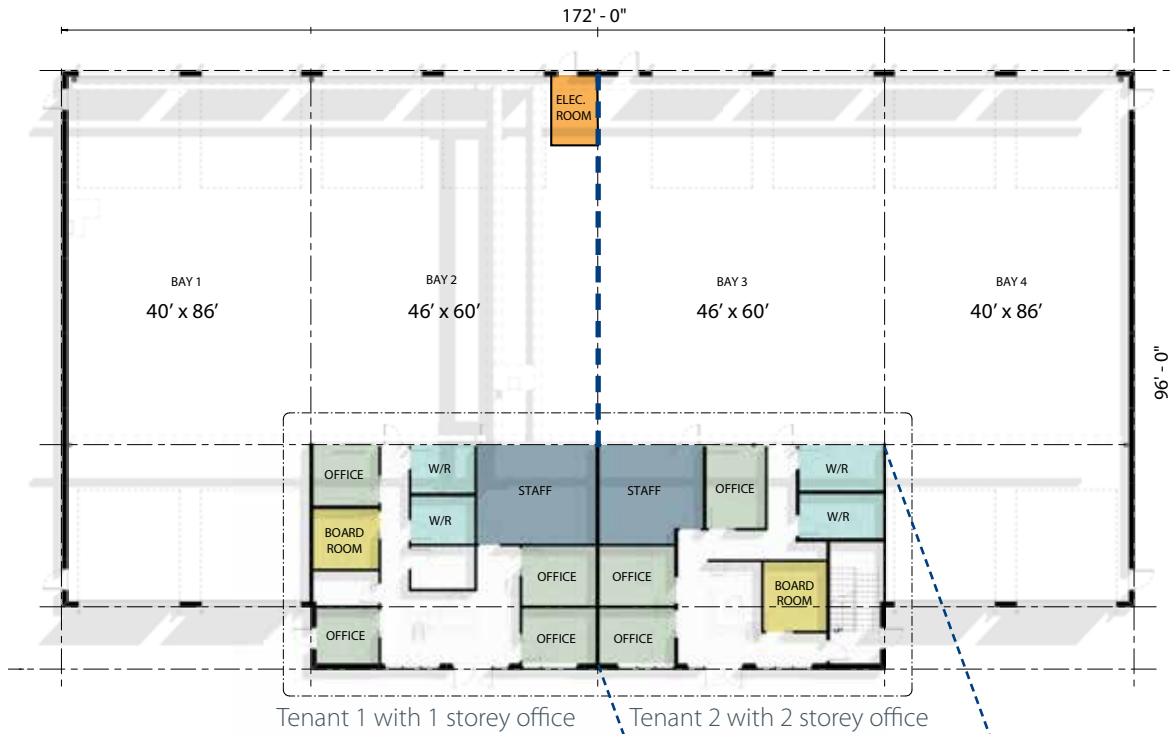 172' - 0"
ELEC.
ROOM
BAY 1
40’ x 86’
BAY 2
46’ x 60’
BAY 3
46’ x 60’
BAY 4
40’ x 86’
96' - 0"
OFFICE
W/R
STAFF
STAFF
OFFICE
W/R
W/R
W/R
BOARD
ROOM
OFFICE
OFFICE
BOARD
ROOM
OFFICE
OFFICE
OFFICE
Tenant 1 with 1 storey office
Tenant 2 with 2 storey office